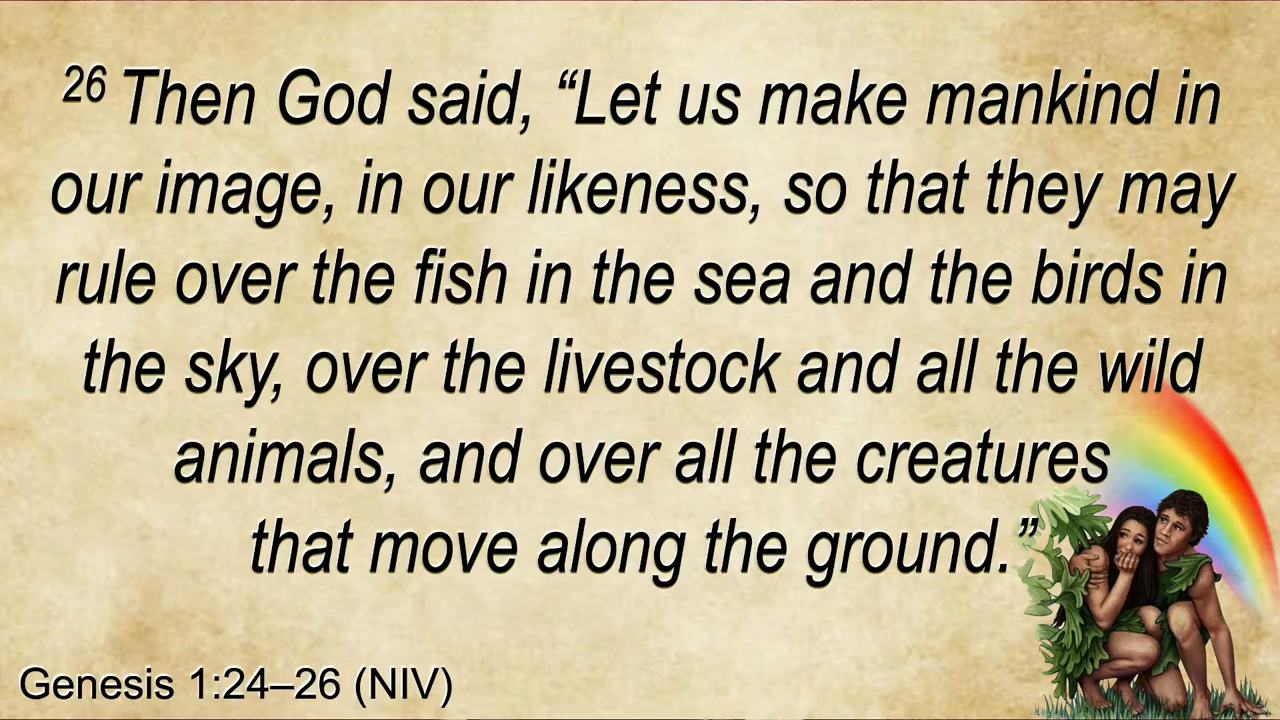 26 Then God said, “Let us make mankind in
our image, in our likeness, so that they may
rule over the fish in the sea and the birds in
the sky, over the livestock and all the wild
animals, and over all the creatures
that move along the ground.”
Genesis 1:24–26 (NIV)